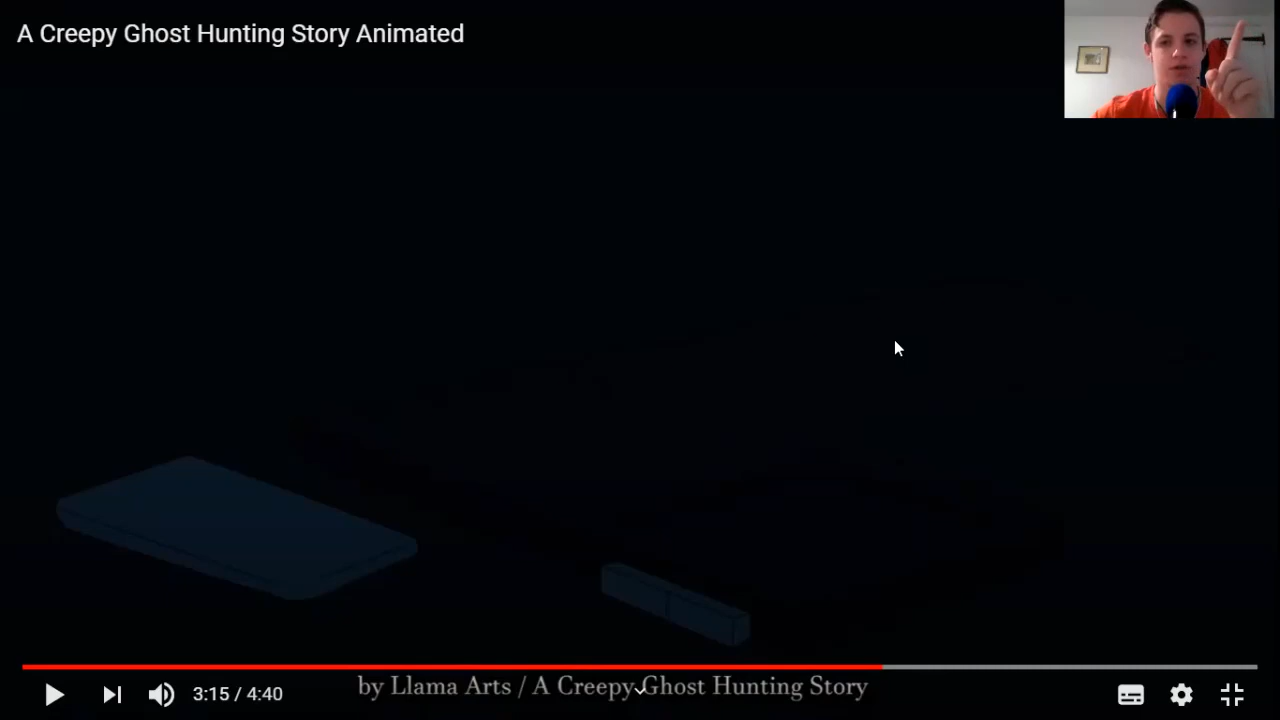 A Creepy Ghost Hunting Story Animated
3:15 / 4:40
by Llama Arts / A Creepy Ghost Hunting Story